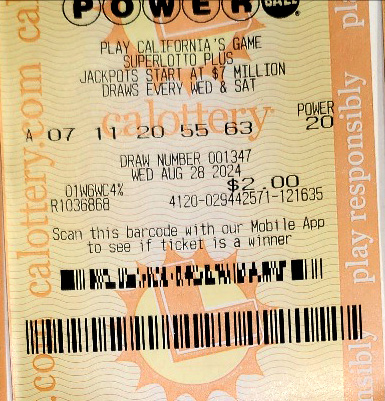 POWERBALL
PLAY CALIFORNIA'S GAME
SUPERLOTTO PLUS
JACKPOTS START AT $7 MILLION
DRAWS EVERY WED & SAT
calottery
POWER
A 07 11 20 55 63 20
DRAW NUMBER 001347
WED AUG 28 2024
01W6WC4% $2.00
R1036868 4120-029442571-121635
Scan this barcode with our Mobile App
to see if ticket is a winner
calottery.com
play responsibly